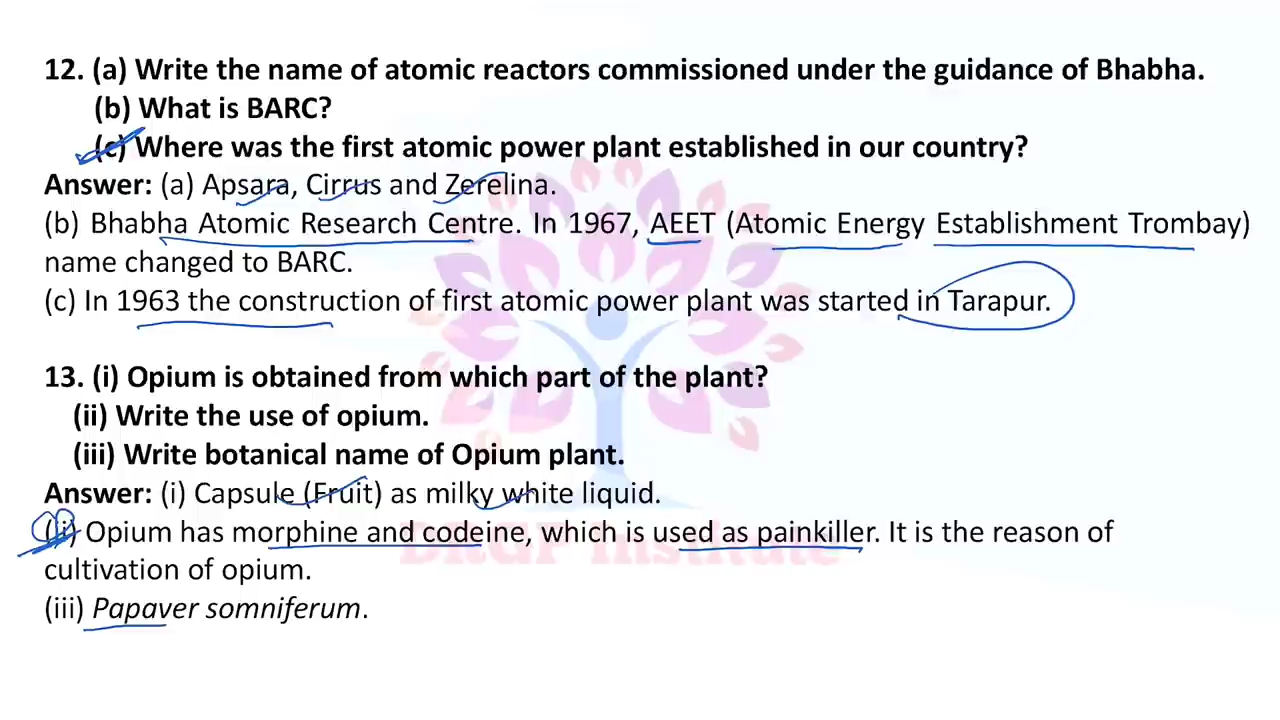 12. (a) Write the name of atomic reactors commissioned under the guidance of Bhabha.
(b) What is BARC?
(c) Where was the first atomic power plant established in our country?
Answer: (a) Apsara, Cirrus and Zerelina.
(b) Bhabha Atomic Research Centre. In 1967, AEET (Atomic Energy Establishment Trombay)
name changed to BARC.
(c) In 1963 the construction of first atomic power plant was started in Tarapur.
13. (i) Opium is obtained from which part of the plant?
(ii) Write the use of opium.
(iii) Write botanical name of Opium plant.
Answer: (i) Capsule (Fruit) as milky white liquid.
(ii) Opium has morphine and codeine, which is used as painkiller. It is the reason of
cultivation of opium.
(iii) Papaver somniferum.
DRGP Institute